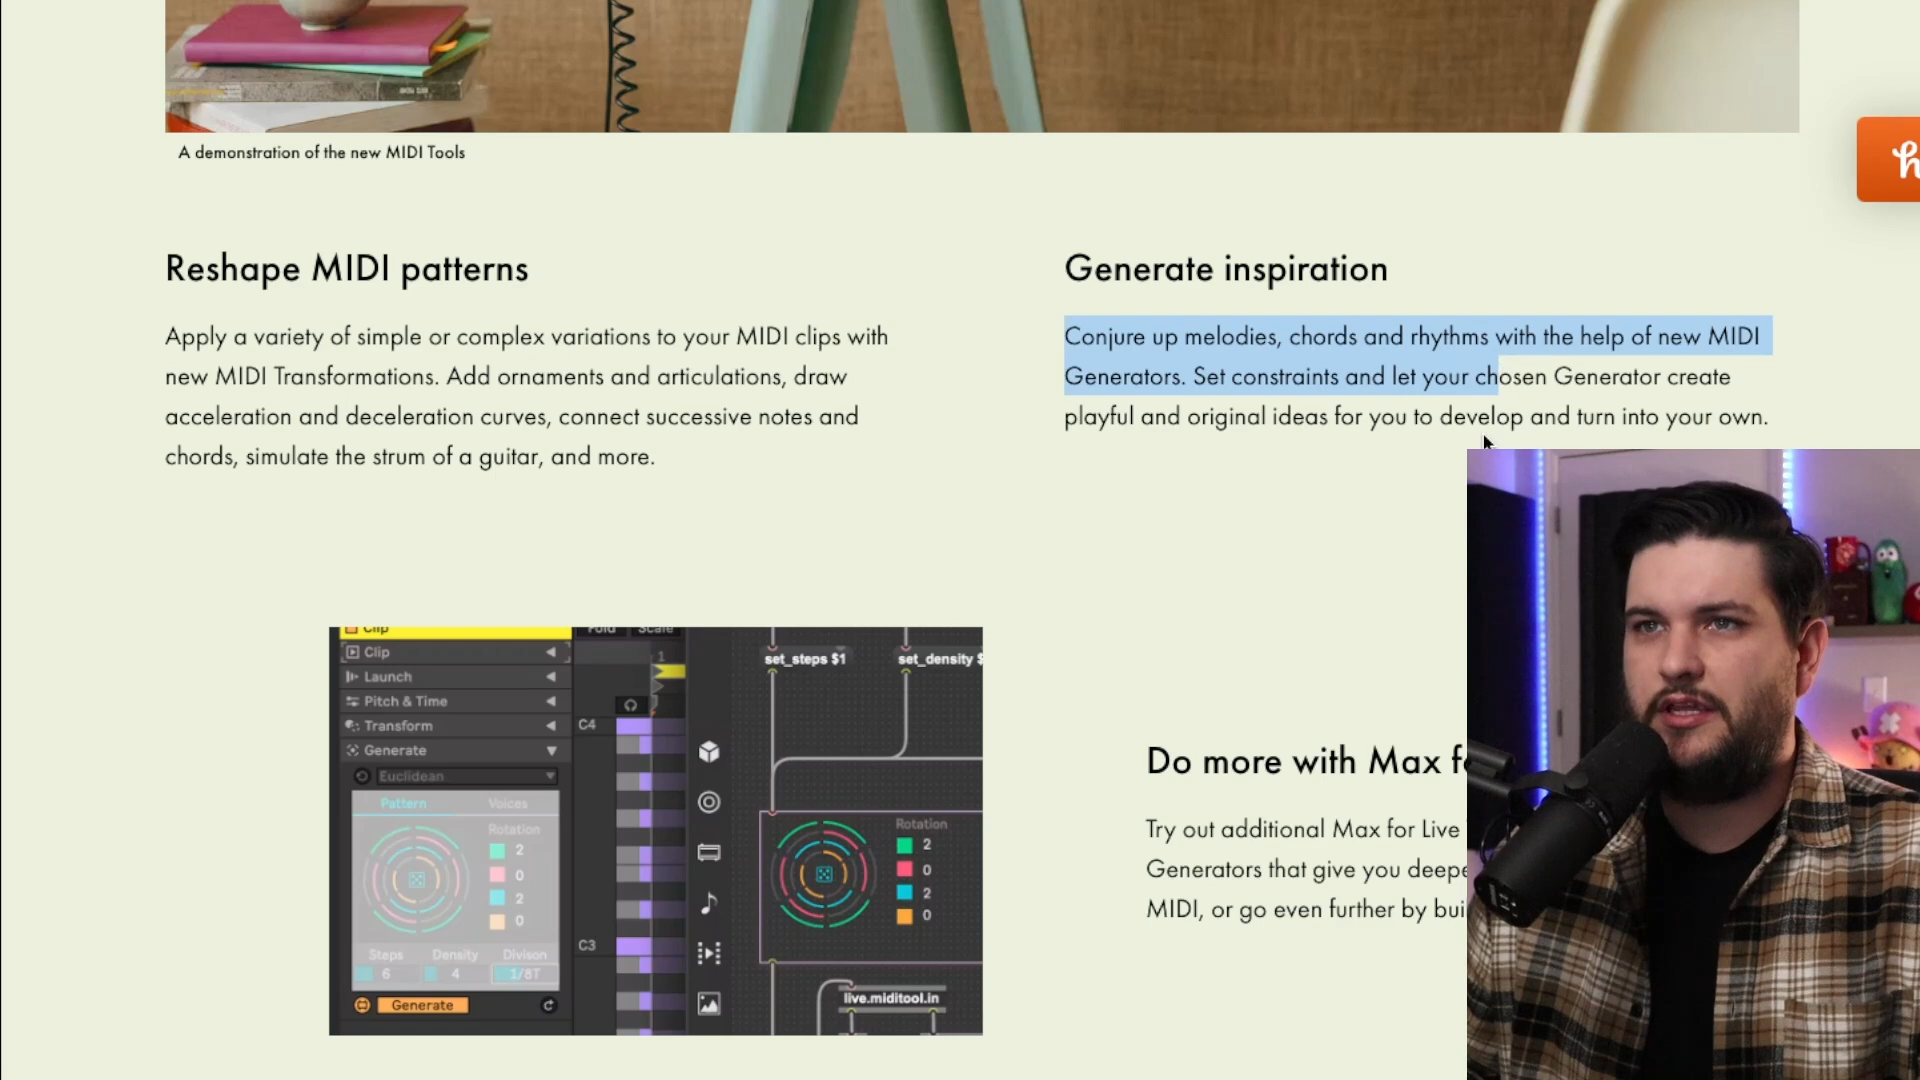 A demonstration of the new MIDI Tools
Reshape MIDI patterns
Apply a variety of simple or complex variations to your MIDI clips with
new MIDI Transformations. Add ornaments and articulations, draw
acceleration and deceleration curves, connect successive notes and
chords, simulate the strum of a guitar, and more.
Generate inspiration
Conjure up melodies, chords and rhythms with the help of new MIDI
Generators. Set constraints and let your chosen Generator create
playful and original ideas for you to develop and turn into your own.
Clip
Clip
Launch
Pitch & Time
Transform
Generate
Euclidean
Pattern Voices
Rotation
2
0
2
0
Steps Density Divison
6 4 1/8T
Generate
Fold Scale
1
C4
C3
set_steps $1 set_density $
Rotation
2
0
2
0
live.miditool.in
Do more with Max f
Try out additional Max for Live
Generators that give you deepe
MIDI, or go even further by bui
h